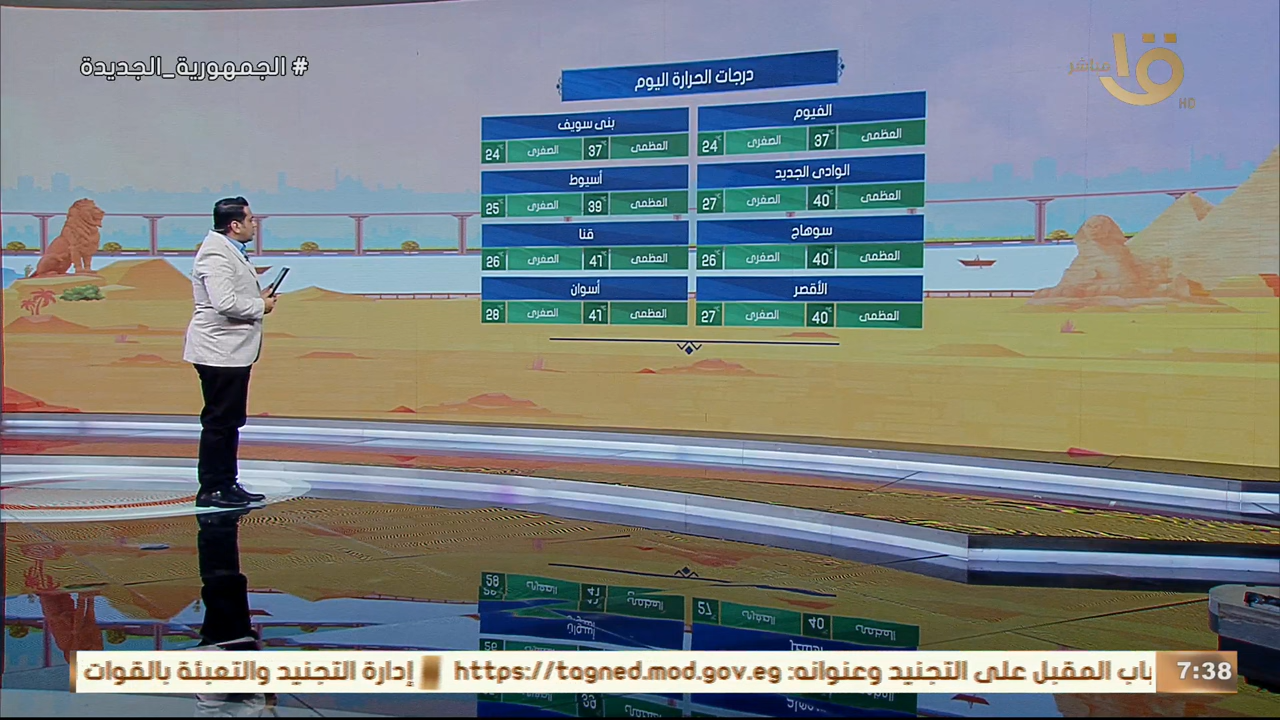 #الجمهورية_الجديدة
مباشر
HD
درجات الحرارة اليوم
الفيوم
العظمى 37°c الصغرى 24°c
بنى سويف
العظمى 37°c الصغرى 24°c
الوادى الجديد
العظمى 40°c الصغرى 27°c
أسيوط
العظمى 39°c الصغرى 25°c
سوهاج
العظمى 40°c الصغرى 26°c
قنا
العظمى 41°c الصغرى 26°c
الأقصر
العظمى 40°c الصغرى 27°c
أسوان
العظمى 41°c الصغرى 28°c
باب المقبل على التجنيد وعنوانه: https://tagned.mod.gov.eg إدارة التجنيد والتعبئة بالقوات
7:38